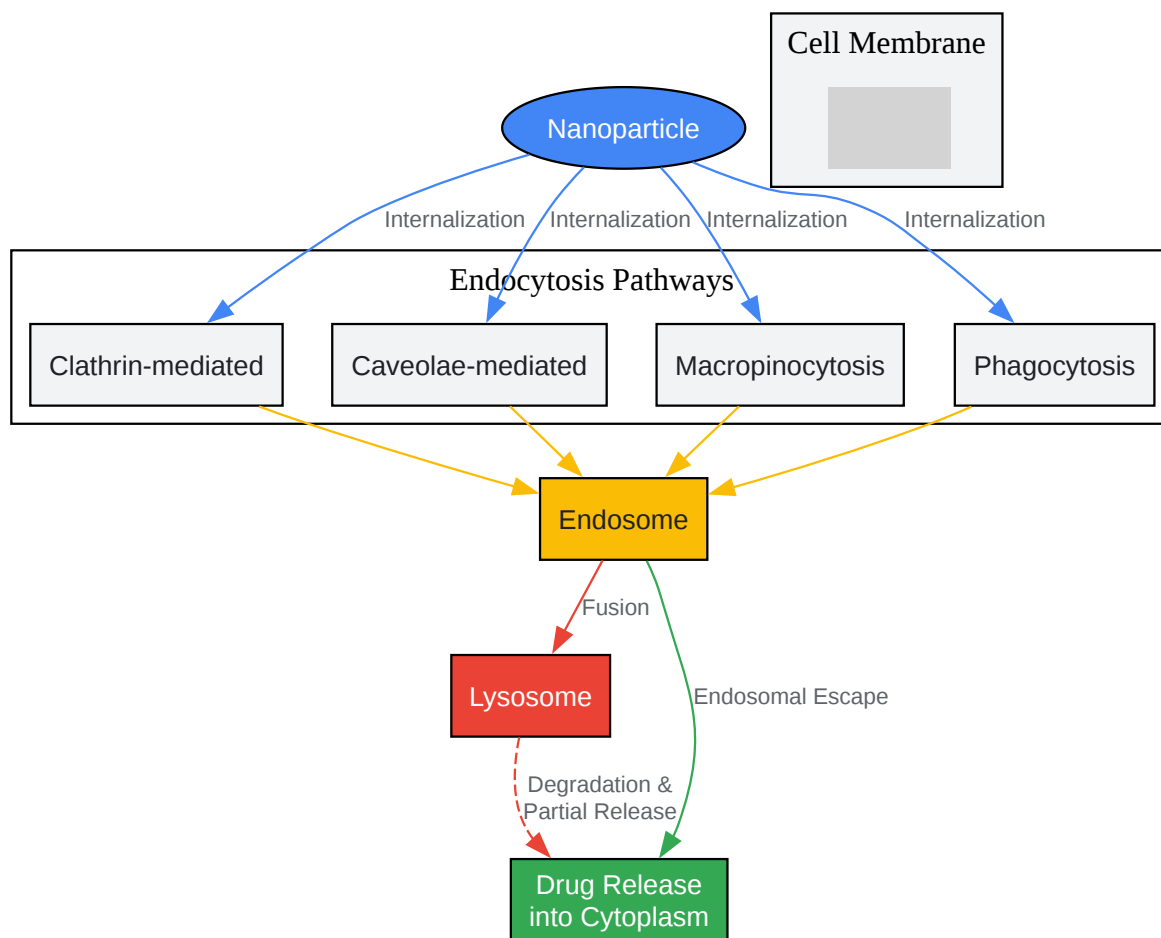 Cell Membrane
Nanoparticle
Internalization
Internalization
Internalization
Internalization
Endocytosis Pathways
Clathrin-mediated
Caveolae-mediated
Macropinocytosis
Phagocytosis
Endosome
Fusion
Lysosome
Endosomal Escape
Degradation &
Partial Release
Drug Release
into Cytoplasm